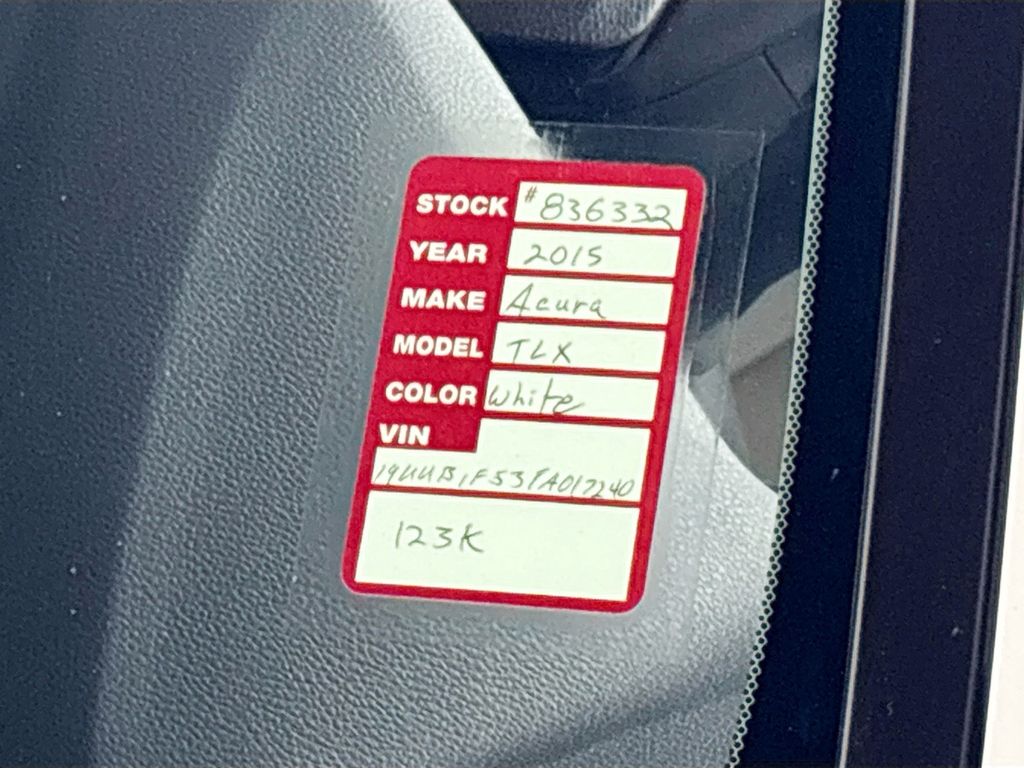 STOCK #836332
YEAR 2015
MAKE Acura
MODEL TLX
COLOR White
VIN
19UUB1F53FA017240
123K